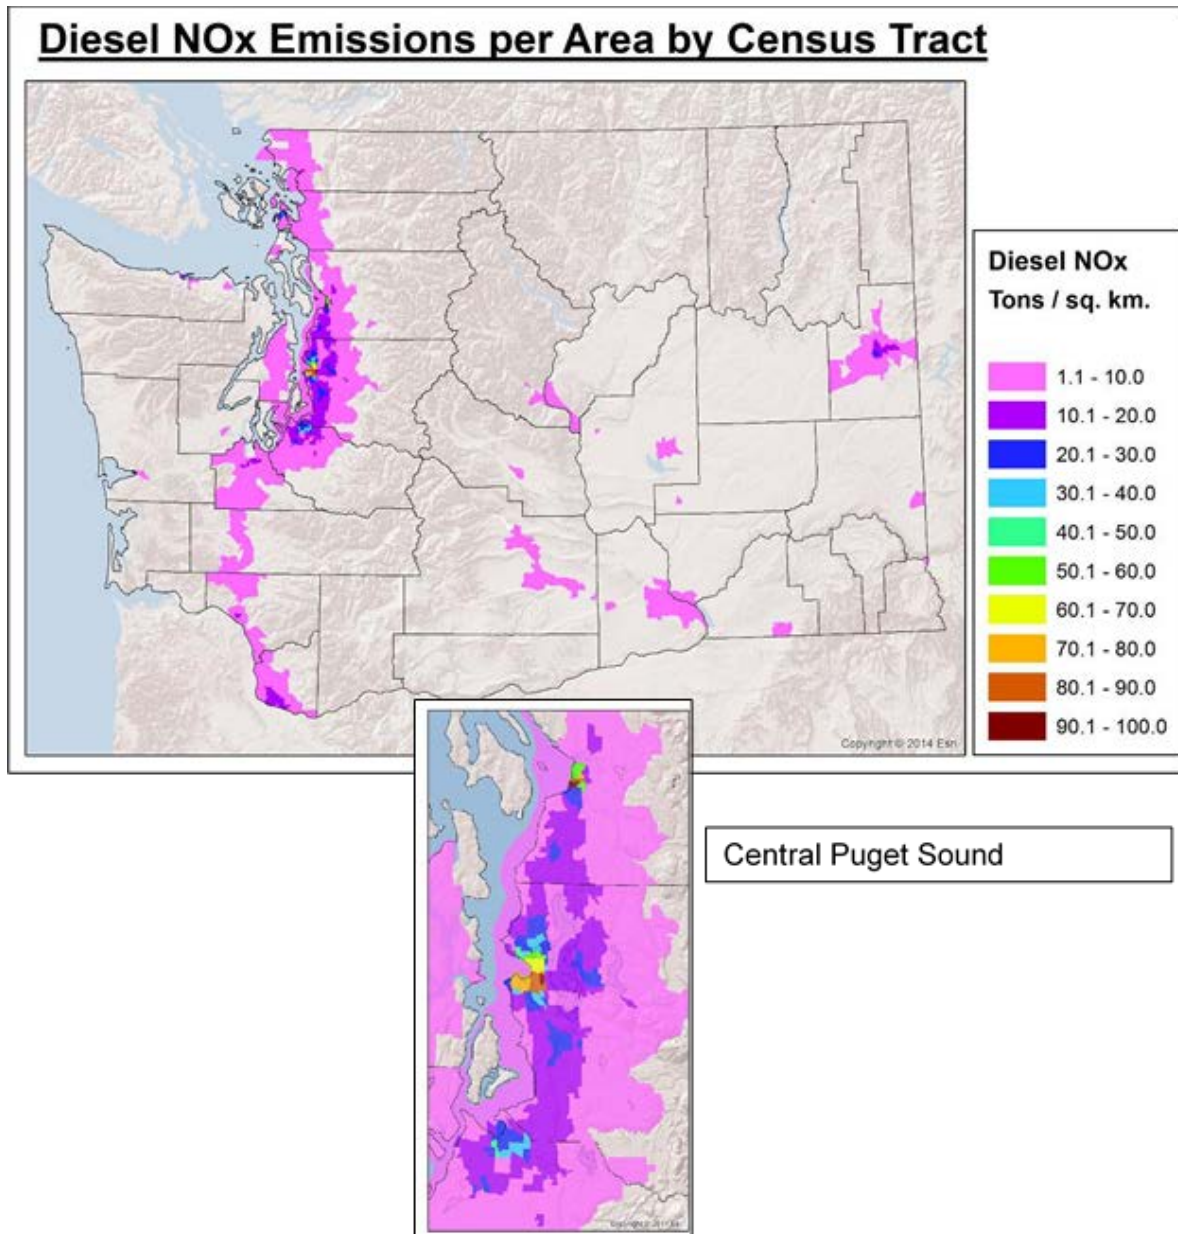 Diesel NOx Emissions per Area by Census Tract
Copyright © 2014 Esri
Diesel NOx
Tons / sq. km.
1.1 - 10.0
10.1 - 20.0
20.1 - 30.0
30.1 - 40.0
40.1 - 50.0
50.1 - 60.0
60.1 - 70.0
70.1 - 80.0
80.1 - 90.0
90.1 - 100.0
Central Puget Sound